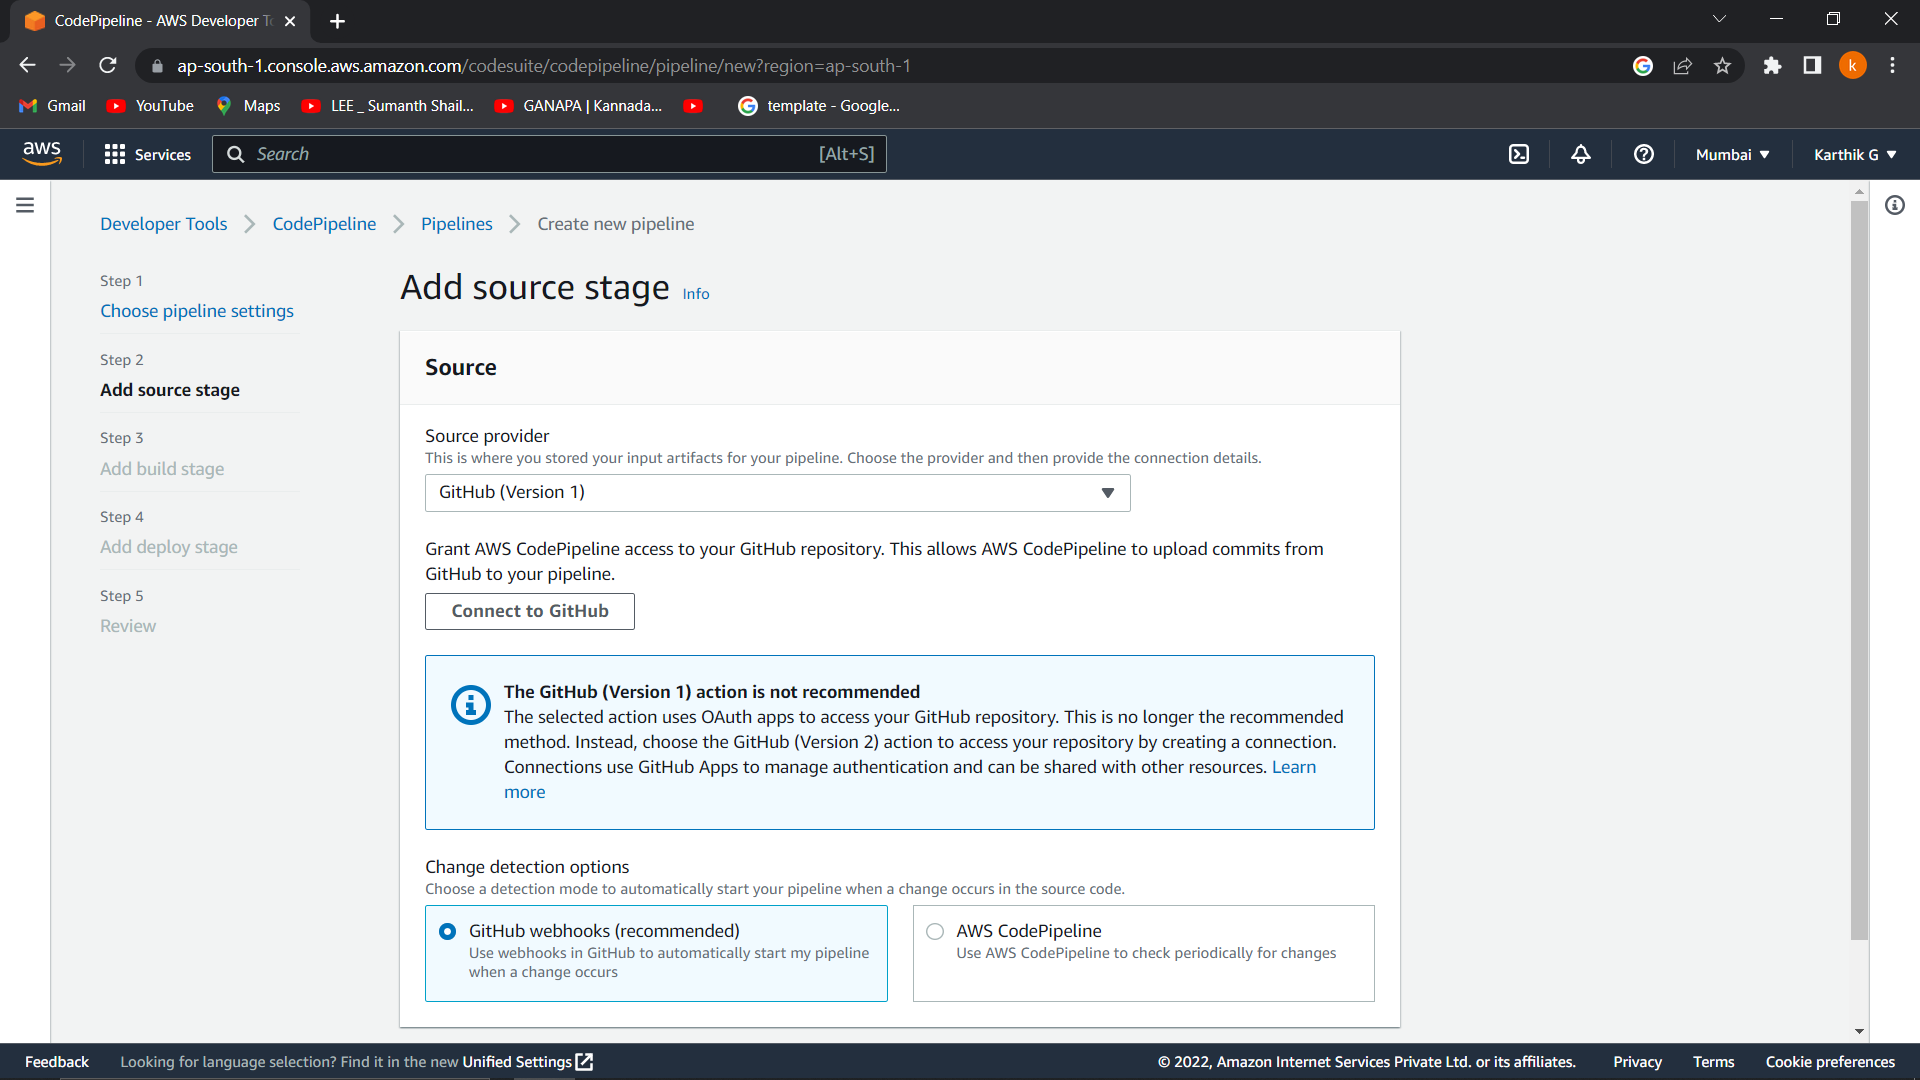 CodePipeline - AWS Developer To
ap-south-1.console.aws.amazon.com/codesuite/codepipeline/pipeline/new?region=ap-south-1
k
Gmail
YouTube
Maps
LEE _ Sumanth Shail...
GANAPA | Kannada...
template - Google...
aws
Services
Search
[Alt+S]
Mumbai
Karthik G
Developer Tools
CodePipeline
Pipelines
Create new pipeline
Step 1
Choose pipeline settings
Step 2
Add source stage
Step 3
Add build stage
Step 4
Add deploy stage
Step 5
Review
Add source stage Info
Source
Source provider
This is where you stored your input artifacts for your pipeline. Choose the provider and then provide the connection details.
GitHub (Version 1)
Grant AWS CodePipeline access to your GitHub repository. This allows AWS CodePipeline to upload commits from
GitHub to your pipeline.
Connect to GitHub
The GitHub (Version 1) action is not recommended
The selected action uses OAuth apps to access your GitHub repository. This is no longer the recommended
method. Instead, choose the GitHub (Version 2) action to access your repository by creating a connection.
Connections use GitHub Apps to manage authentication and can be shared with other resources. Learn
more
Change detection options
Choose a detection mode to automatically start your pipeline when a change occurs in the source code.
GitHub webhooks (recommended)
Use webhooks in GitHub to automatically start my pipeline
when a change occurs
AWS CodePipeline
Use AWS CodePipeline to check periodically for changes
Feedback
Looking for language selection? Find it in the new Unified Settings
© 2022, Amazon Internet Services Private Ltd. or its affiliates.
Privacy
Terms
Cookie preferences